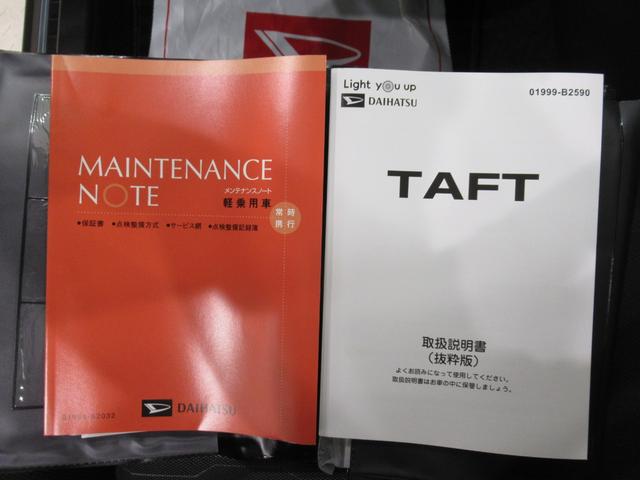 MAINTENANCE
NOTE
メンテナンスノート
軽乗用車
常時
携行
●保証書 ●点検整備方式 ●サービス網 ●点検整備記録簿
DAIHATSU
Light you up
DAIHATSU
01999-B2590
TAFT
取扱説明書
(抜粋版)
よくお読みになって使用してください。
取扱説明書はお車の中に保管しましょう。